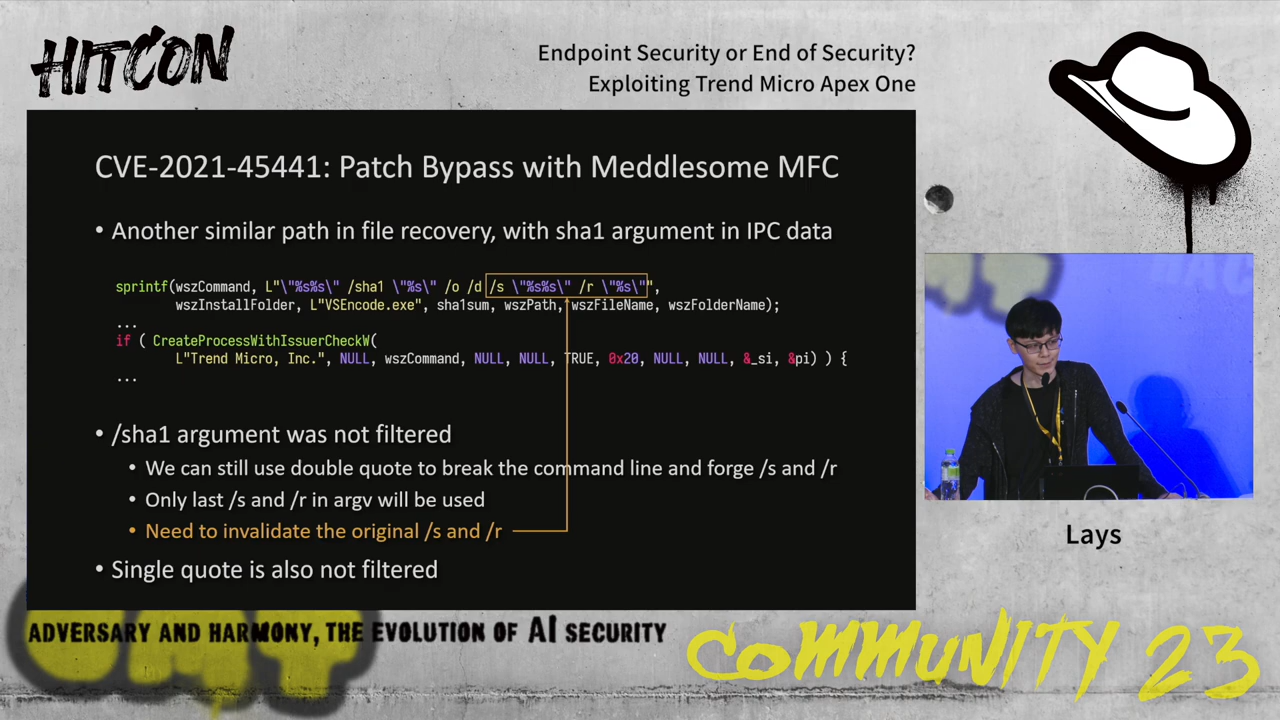 HITCON
Endpoint Security or End of Security?
Exploiting Trend Micro Apex One
CVE-2021-45441: Patch Bypass with Meddlesome MFC
• Another similar path in file recovery, with sha1 argument in IPC data
sprintf(wszCommand, L"\"%s%s\" /sha1 \"%s\" /o /d /s \"%s%s\" /r \"%s\"",
wszInstallFolder, L"VSEncode.exe", sha1sum, wszPath, wszFileName, wszFolderName);
...
if ( CreateProcessWithIssuerCheckW(
L"Trend Micro, Inc.", NULL, wszCommand, NULL, NULL, TRUE, 0x20, NULL, NULL, &_si, &pi) ) {
...
• /sha1 argument was not filtered
• We can still use double quote to break the command line and forge /s and /r
• Only last /s and /r in argv will be used
• Need to invalidate the original /s and /r
• Single quote is also not filtered
Lays
ADVERSARY AND HARMONY, THE EVOLUTION OF AI SECURITY
COMMUNITY 23